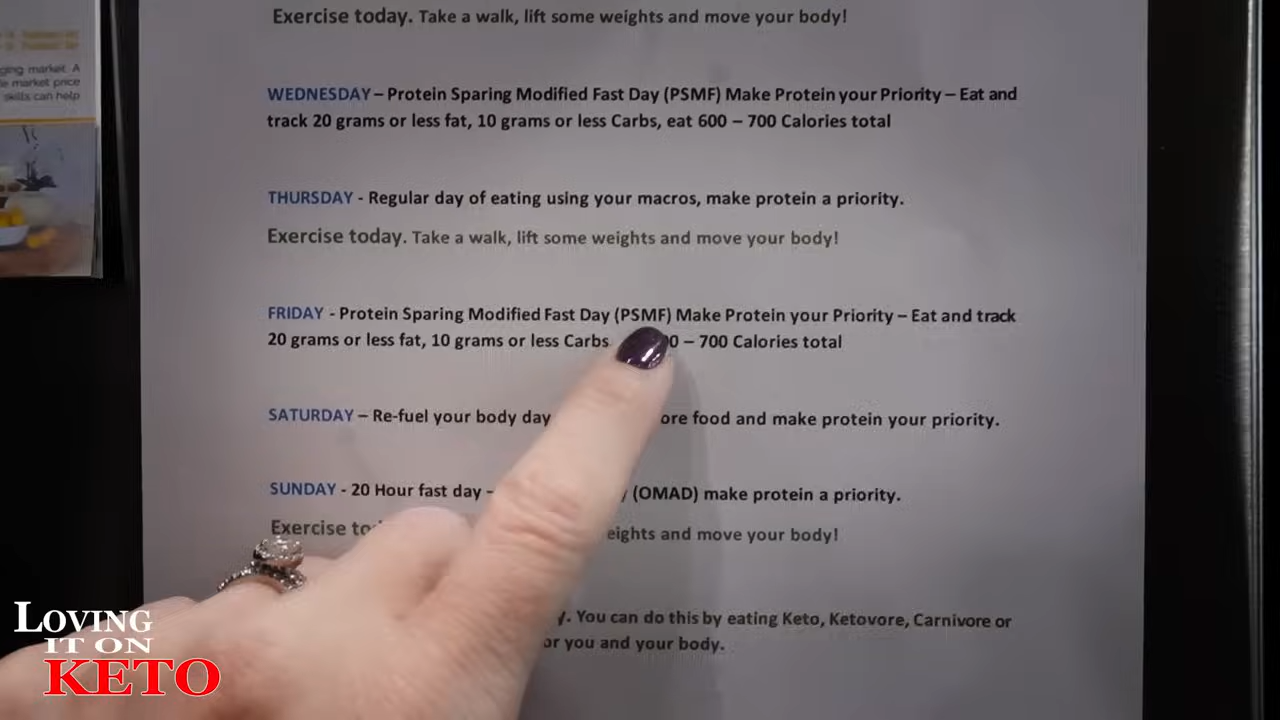 ging market. A
e market price
skills can help
Exercise today. Take a walk, lift some weights and move your body!
WEDNESDAY – Protein Sparing Modified Fast Day (PSMF) Make Protein your Priority – Eat and
track 20 grams or less fat, 10 grams or less Carbs, eat 600 – 700 Calories total
THURSDAY - Regular day of eating using your macros, make protein a priority.
Exercise today. Take a walk, lift some weights and move your body!
FRIDAY - Protein Sparing Modified Fast Day (PSMF) Make Protein your Priority – Eat and track
20 grams or less fat, 10 grams or less Carbs 0 – 700 Calories total
SATURDAY – Re-fuel your body day ore food and make protein your priority.
SUNDAY - 20 Hour fast day – (OMAD) make protein a priority.
Exercise to eights and move your body!
y. You can do this by eating Keto, Ketovore, Carnivore or
or you and your body.
LOVING
IT ON
KETO